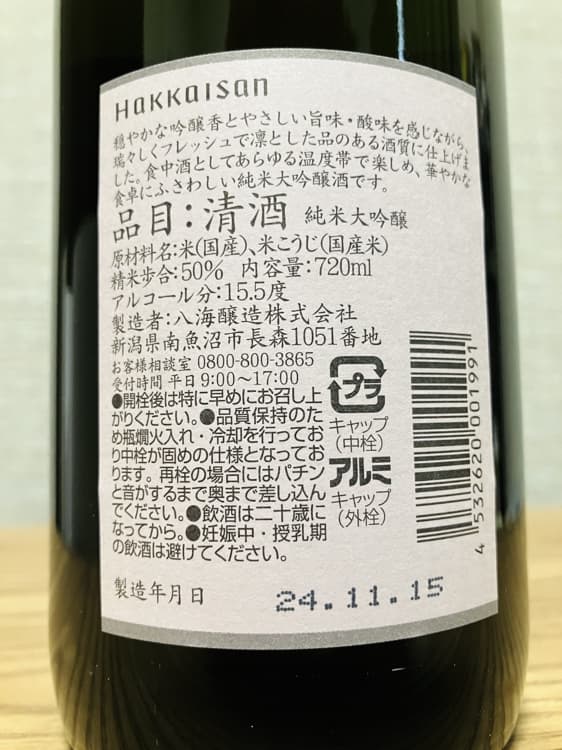 HaKKaIsan
穏やかな吟醸香とやさしい旨味・酸味を感じながら、
瑞々しくフレッシュで凛とした品のある酒質に仕上げま
した。食中酒としてあらゆる温度帯で楽しめ、華やかな
食卓にふさわしい純米大吟醸酒です。
品目：清酒 純米大吟醸
原材料名：米(国産)、米こうじ(国産米)
精米歩合：50% 内容量：720ml
アルコール分：15.5度
製造者：八海醸造株式会社
新潟県南魚沼市長森1051番地
お客様相談室 0800-800-3865
受付時間 平日 9:00〜17:00
●開栓後は特に早めにお召し上
がりください。●品質保持のた
め瓶燗火入れ・冷却を行ってお
り中栓が固めの仕様となってお
ります。再栓の場合にはパチン
と音がするまで奥まで差し込ん
でください。●飲酒は二十歳に
なってから。●妊娠中・授乳期
の飲酒は避けてください。
プラ
キャップ
(中栓)
アルミ
キャップ
(外栓)
4 532620 001991
製造年月日 24.11.15